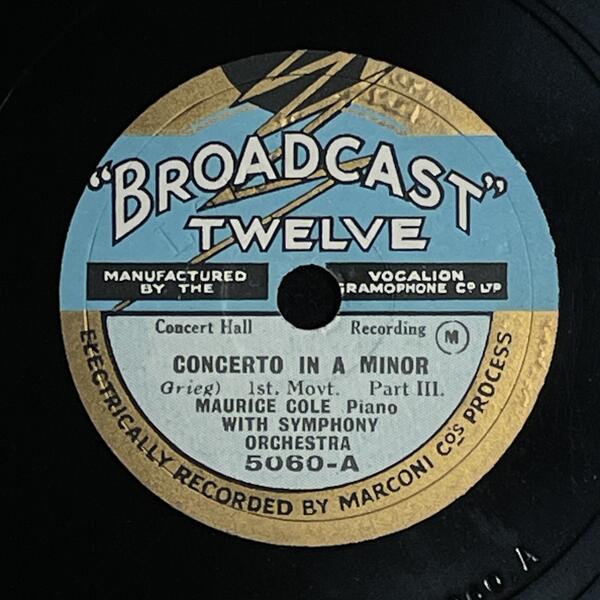 "BROADCAST"
TWELVE
MANUFACTURED BY THE
VOCALION GRAMOPHONE Co LTD
Concert Hall Recording M
CONCERTO IN A MINOR
Grieg) 1st. Movt. Part III.
MAURICE COLE Piano
WITH SYMPHONY
ORCHESTRA
5060-A
ELECTRICALLY RECORDED BY MARCONI Co's PROCESS
60 A